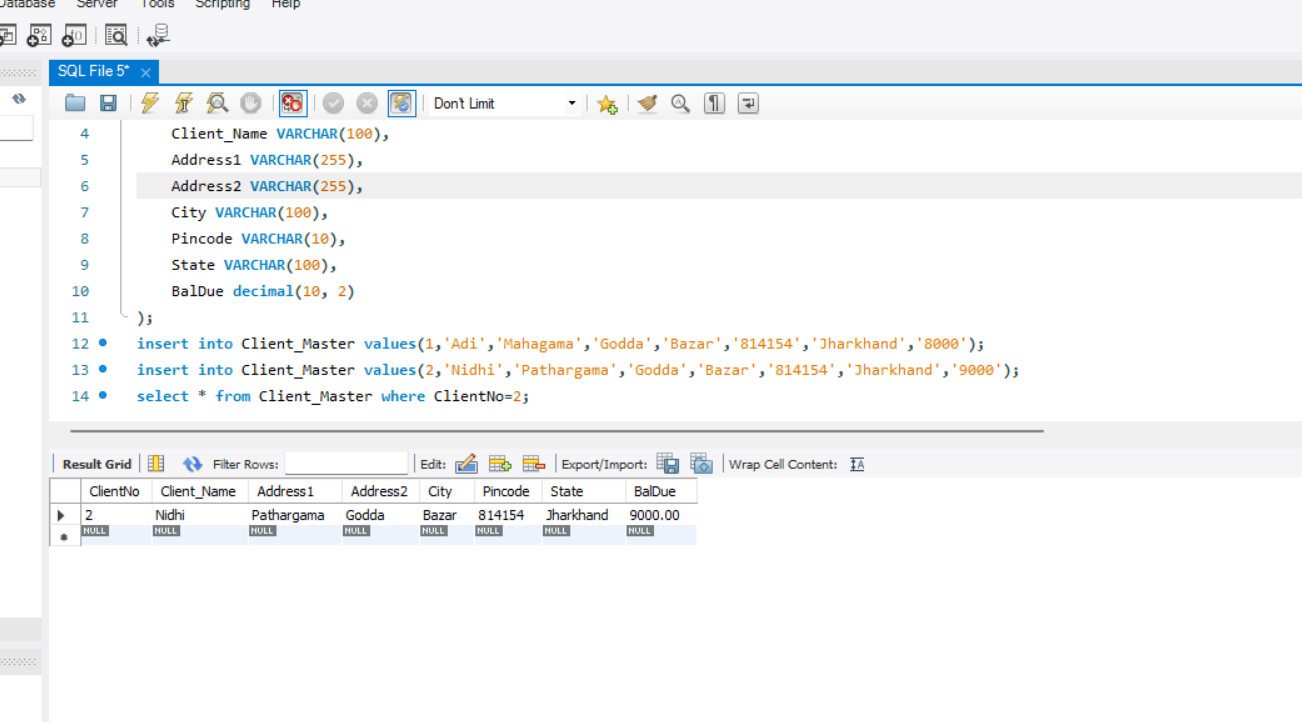 Database Server Tools Scripting Help
SQL File 5*
Don't Limit
4 Client_Name VARCHAR(100),
5 Address1 VARCHAR(255),
6 Address2 VARCHAR(255),
7 City VARCHAR(100),
8 Pincode VARCHAR(10),
9 State VARCHAR(100),
10 BalDue decimal(10, 2)
11 );
12 insert into Client_Master values(1,'Adi','Mahagama','Godda','Bazar','814154','Jharkhand','8000');
13 insert into Client_Master values(2,'Nidhi','Pathargama','Godda','Bazar','814154','Jharkhand','9000');
14 select * from Client_Master where ClientNo=2;
Result Grid Filter Rows: Edit: Export/Import: Wrap Cell Content:
ClientNo Client_Name Address1 Address2 City Pincode State BalDue
2 Nidhi Pathargama Godda Bazar 814154 Jharkhand 9000.00
NULL NULL NULL NULL NULL NULL NULL NULL